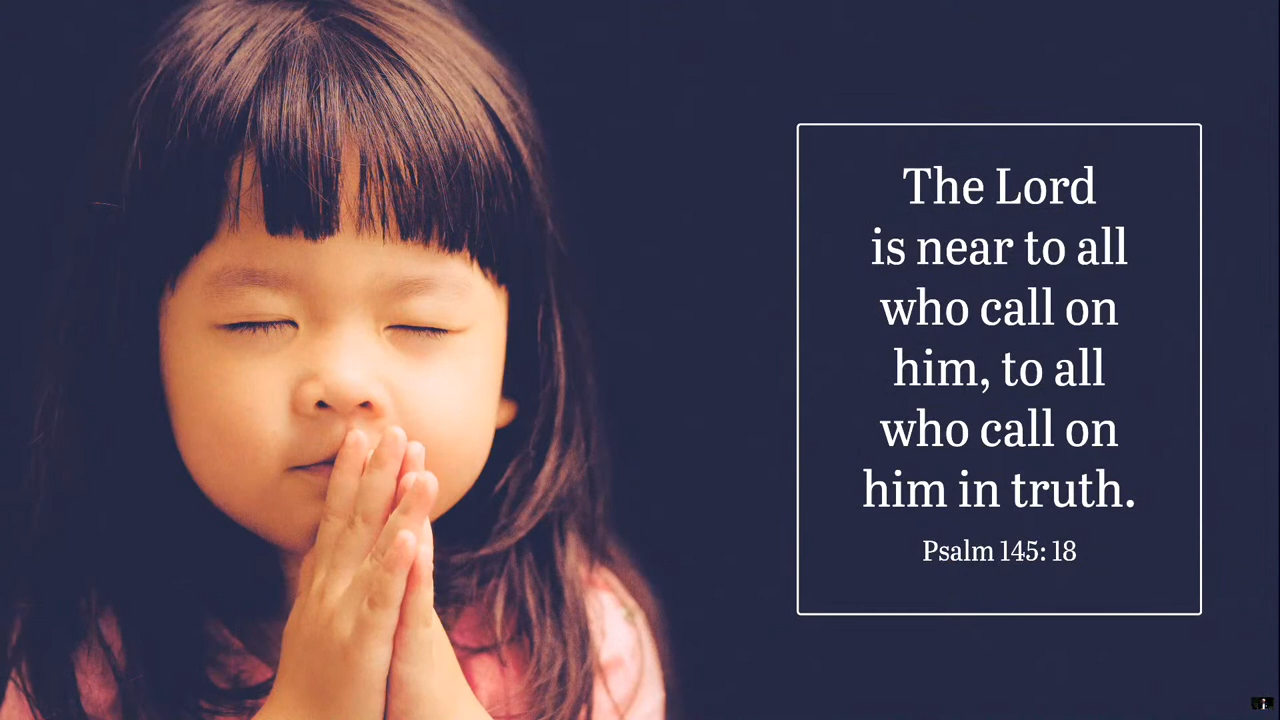 The Lord
is near to all
who call on
him, to all
who call on
him in truth.
Psalm 145: 18